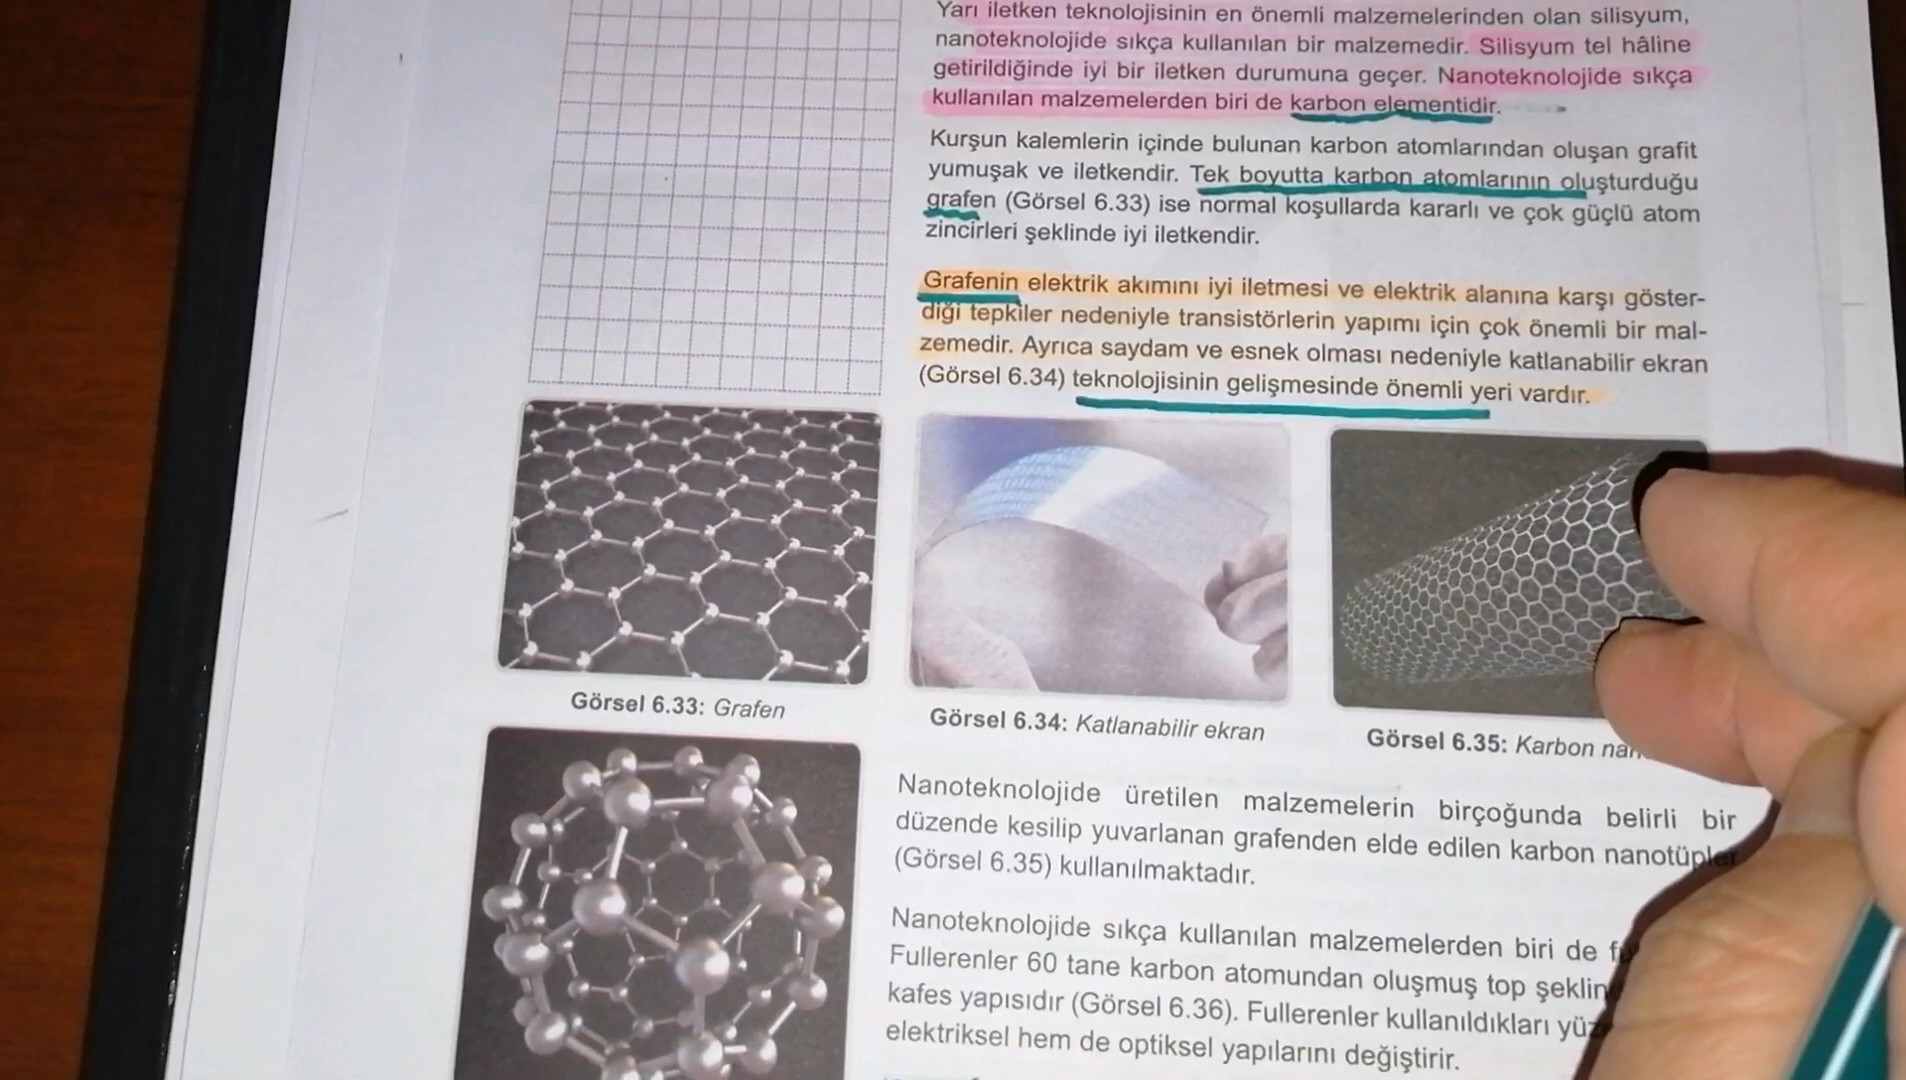 Yarı iletken teknolojisinin en önemli malzemelerinden olan silisyum,
nanoteknolojide sıkça kullanılan bir malzemedir. Silisyum tel hâline
getirildiğinde iyi bir iletken durumuna geçer. Nanoteknolojide sıkça
kullanılan malzemelerden biri de karbon elementidir.
Kurşun kalemlerin içinde bulunan karbon atomlarından oluşan grafit
yumuşak ve iletkendir. Tek boyutta karbon atomlarının oluşturduğu
grafen (Görsel 6.33) ise normal koşullarda kararlı ve çok güçlü atom
zincirleri şeklinde iyi iletkendir.
Grafenin elektrik akımını iyi iletmesi ve elektrik alanına karşı göster-
diği tepkiler nedeniyle transistörlerin yapımı için çok önemli bir mal-
zemedir. Ayrıca saydam ve esnek olması nedeniyle katlanabilir ekran
(Görsel 6.34) teknolojisinin gelişmesinde önemli yeri vardır.
Görsel 6.33: Grafen
Görsel 6.34: Katlanabilir ekran
Görsel 6.35: Karbon
Nanoteknolojide üretilen malzemelerin birçoğunda belirli bir
düzende kesilip yuvarlanan grafenden elde edilen karbon nanotüpler
(Görsel 6.35) kullanılmaktadır.
Nanoteknolojide sıkça kullanılan malzemelerden biri de
Fullerenler 60 tane karbon atomundan oluşmuş top
kafes yapısıdır (Görsel 6.36). Fullerenler kullanıldıkları
elektriksel hem de optiksel yapılarını değiştirir.